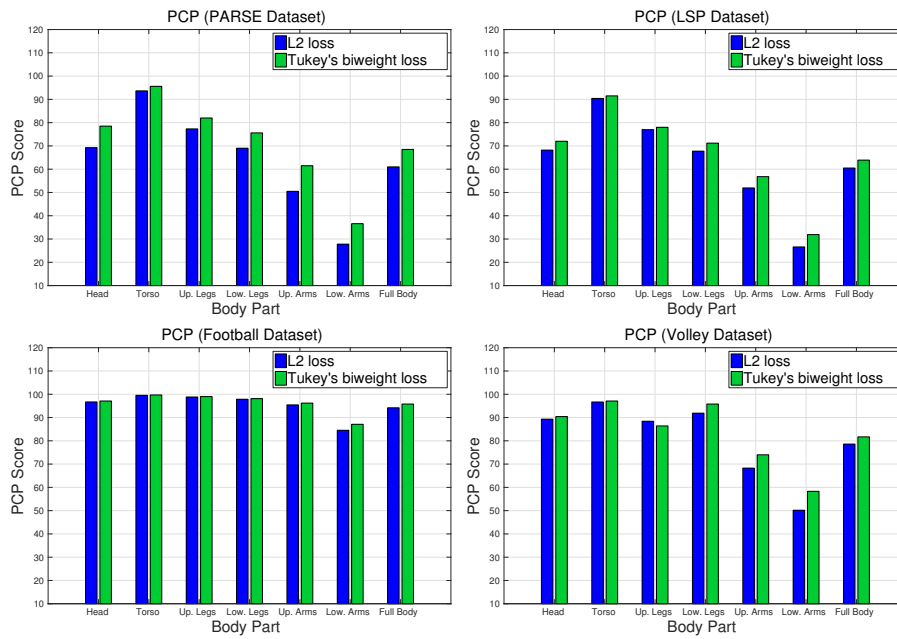 PCP (PARSE Dataset)
L2 loss
Tukey's biweight loss
PCP Score
120
110
100
90
80
70
60
50
40
30
20
10
Head Torso Up. Legs Low. Legs Up. Arms Low. Arms Full Body
Body Part
PCP (LSP Dataset)
L2 loss
Tukey's biweight loss
PCP Score
120
110
100
90
80
70
60
50
40
30
20
10
Head Torso Up. Legs Low. Legs Up. Arms Low. Arms Full Body
Body Part
PCP (Football Dataset)
L2 loss
Tukey's biweight loss
PCP Score
120
110
100
90
80
70
60
50
40
30
20
10
Head Torso Up. Legs Low. Legs Up. Arms Low. Arms Full Body
Body Part
PCP (Volley Dataset)
L2 loss
Tukey's biweight loss
PCP Score
120
110
100
90
80
70
60
50
40
30
20
10
Head Torso Up. Legs Low. Legs Up. Arms Low. Arms Full Body
Body Part